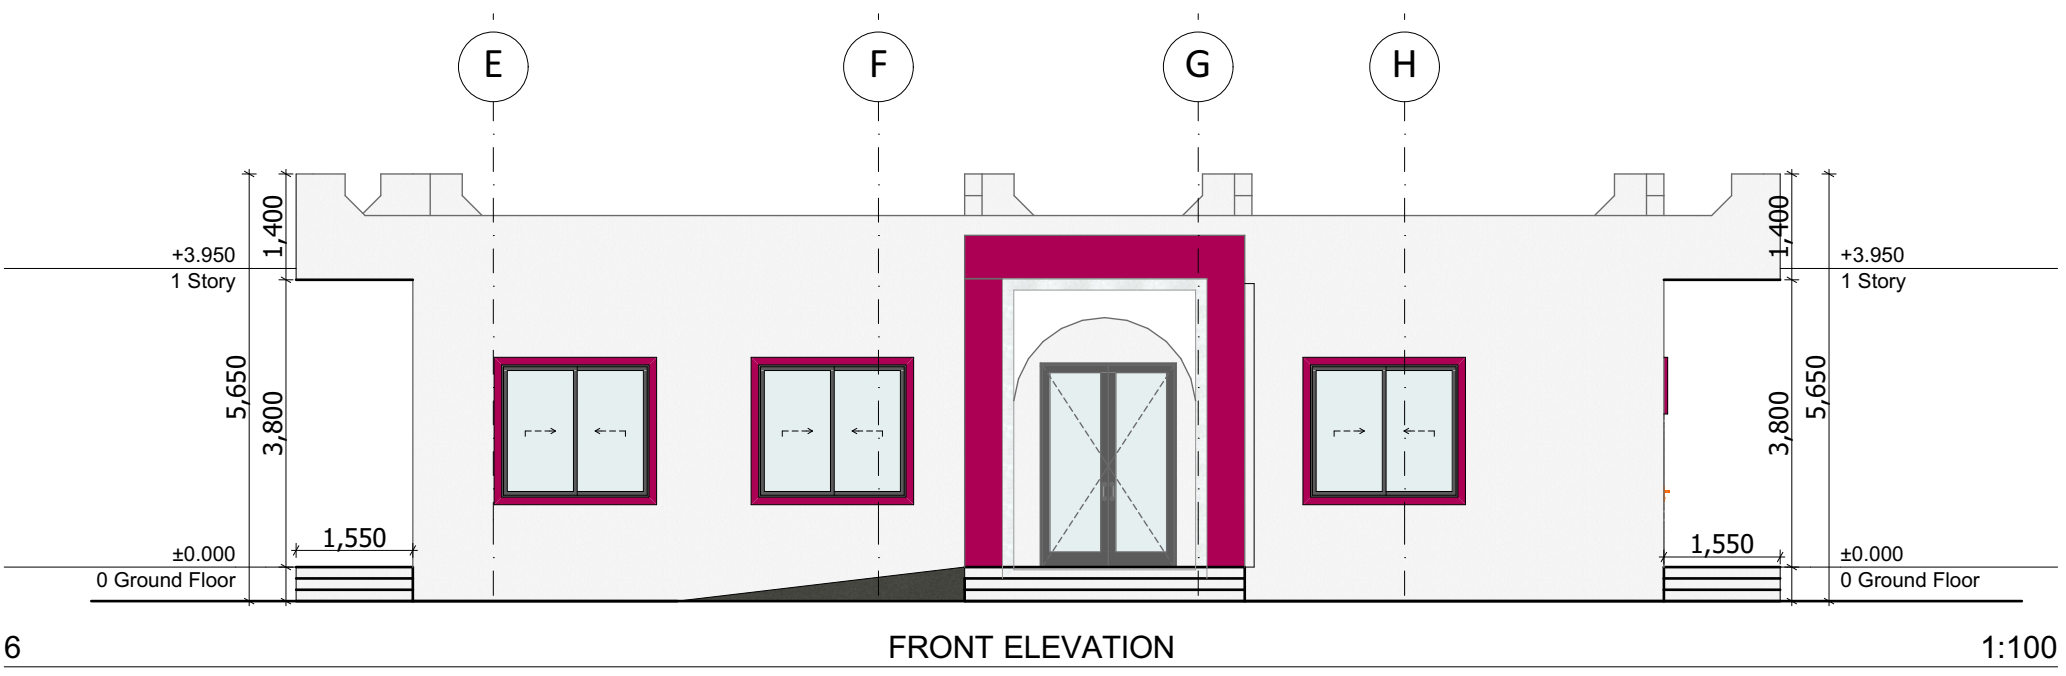 E F G H
1,400 1,400
+3.950 +3.950
1 Story 1 Story
5,650 3,800 3,800 5,650
1,550 1,550
±0.000 ±0.000
0 Ground Floor 0 Ground Floor
6 FRONT ELEVATION 1:100